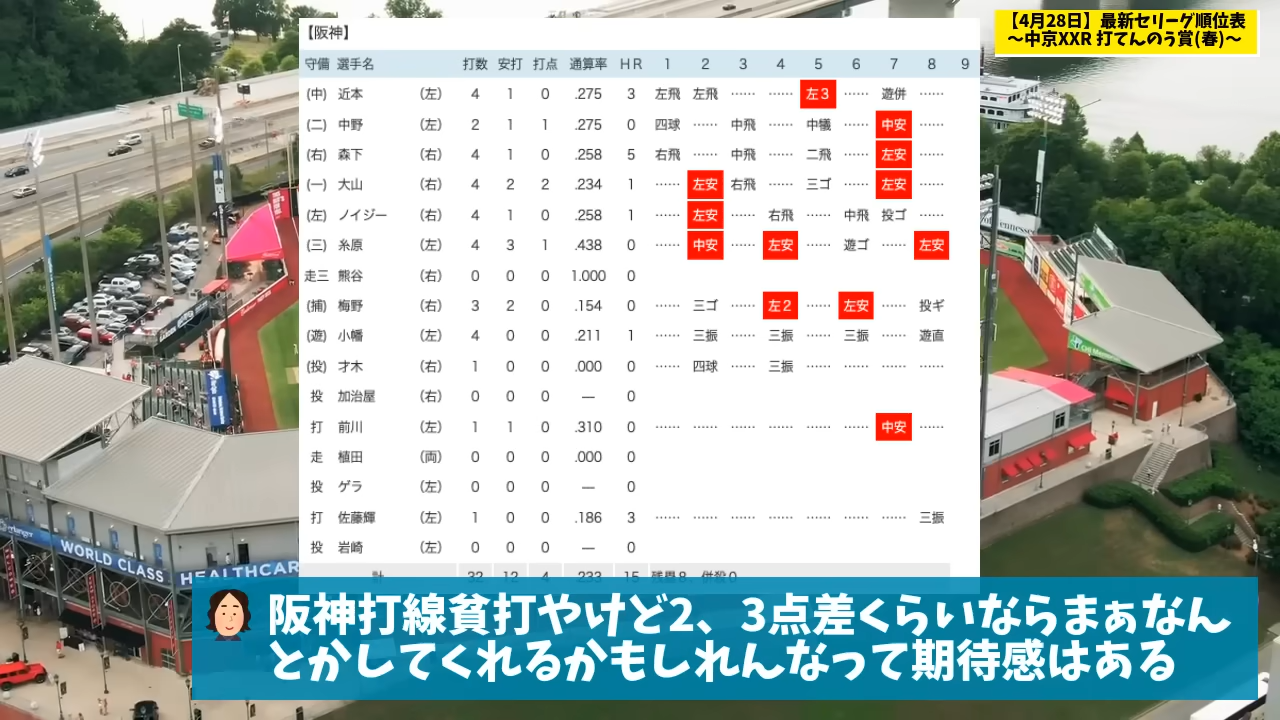 【4月28日】最新セリーグ順位表
～中京XXR 打てんのう賞(春)～
【阪神】
守備 選手名 打数 安打 打点 通算率 HR 1 2 3 4 5 6 7 8 9
(中) 近本 (左) 4 1 0 .275 3 左飛 左飛 …… …… 左3 …… 遊併 ……
(二) 中野 (左) 2 1 1 .275 0 四球 …… 中飛 …… 中犠 …… 中安 ……
(右) 森下 (右) 4 1 0 .258 5 右飛 …… 中飛 …… 二飛 …… 左安 ……
(一) 大山 (右) 4 2 2 .234 1 …… 左安 右飛 …… 三ゴ …… 左安 ……
(左) ノイジー (右) 4 1 0 .258 1 …… 左安 …… 右飛 …… 中飛 投ゴ ……
(三) 糸原 (左) 4 3 1 .438 0 …… 中安 …… 左安 …… 遊ゴ …… 左安
走三 熊谷 (右) 0 0 0 1.000 0
(捕) 梅野 (右) 3 2 0 .154 0 …… 三ゴ …… 左2 …… 左安 …… 投ギ
(遊) 小幡 (左) 4 0 0 .211 1 …… 三振 …… 三振 …… 三振 …… 遊直
(投) 才木 (右) 1 0 0 .000 0 …… 四球 …… 三振 …… …… …… ……
投 加治屋 (右) 0 0 0 — 0
打 前川 (左) 1 1 0 .310 0 …… …… …… …… …… …… 中安 ……
走 植田 (両) 0 0 0 .000 0
投 ゲラ (左) 0 0 0 — 0
打 佐藤輝 (左) 1 0 0 .186 3 …… …… …… …… …… …… …… 三振
投 岩崎 (左) 0 0 0 — 0
計 32 12 4 .233 15 残塁8、併殺0
阪神打線貧打やけど2、3点差くらいならまぁなん
とかしてくれるかもしれんなって期待感はある
WORLD CLASS
HEALTHCAR